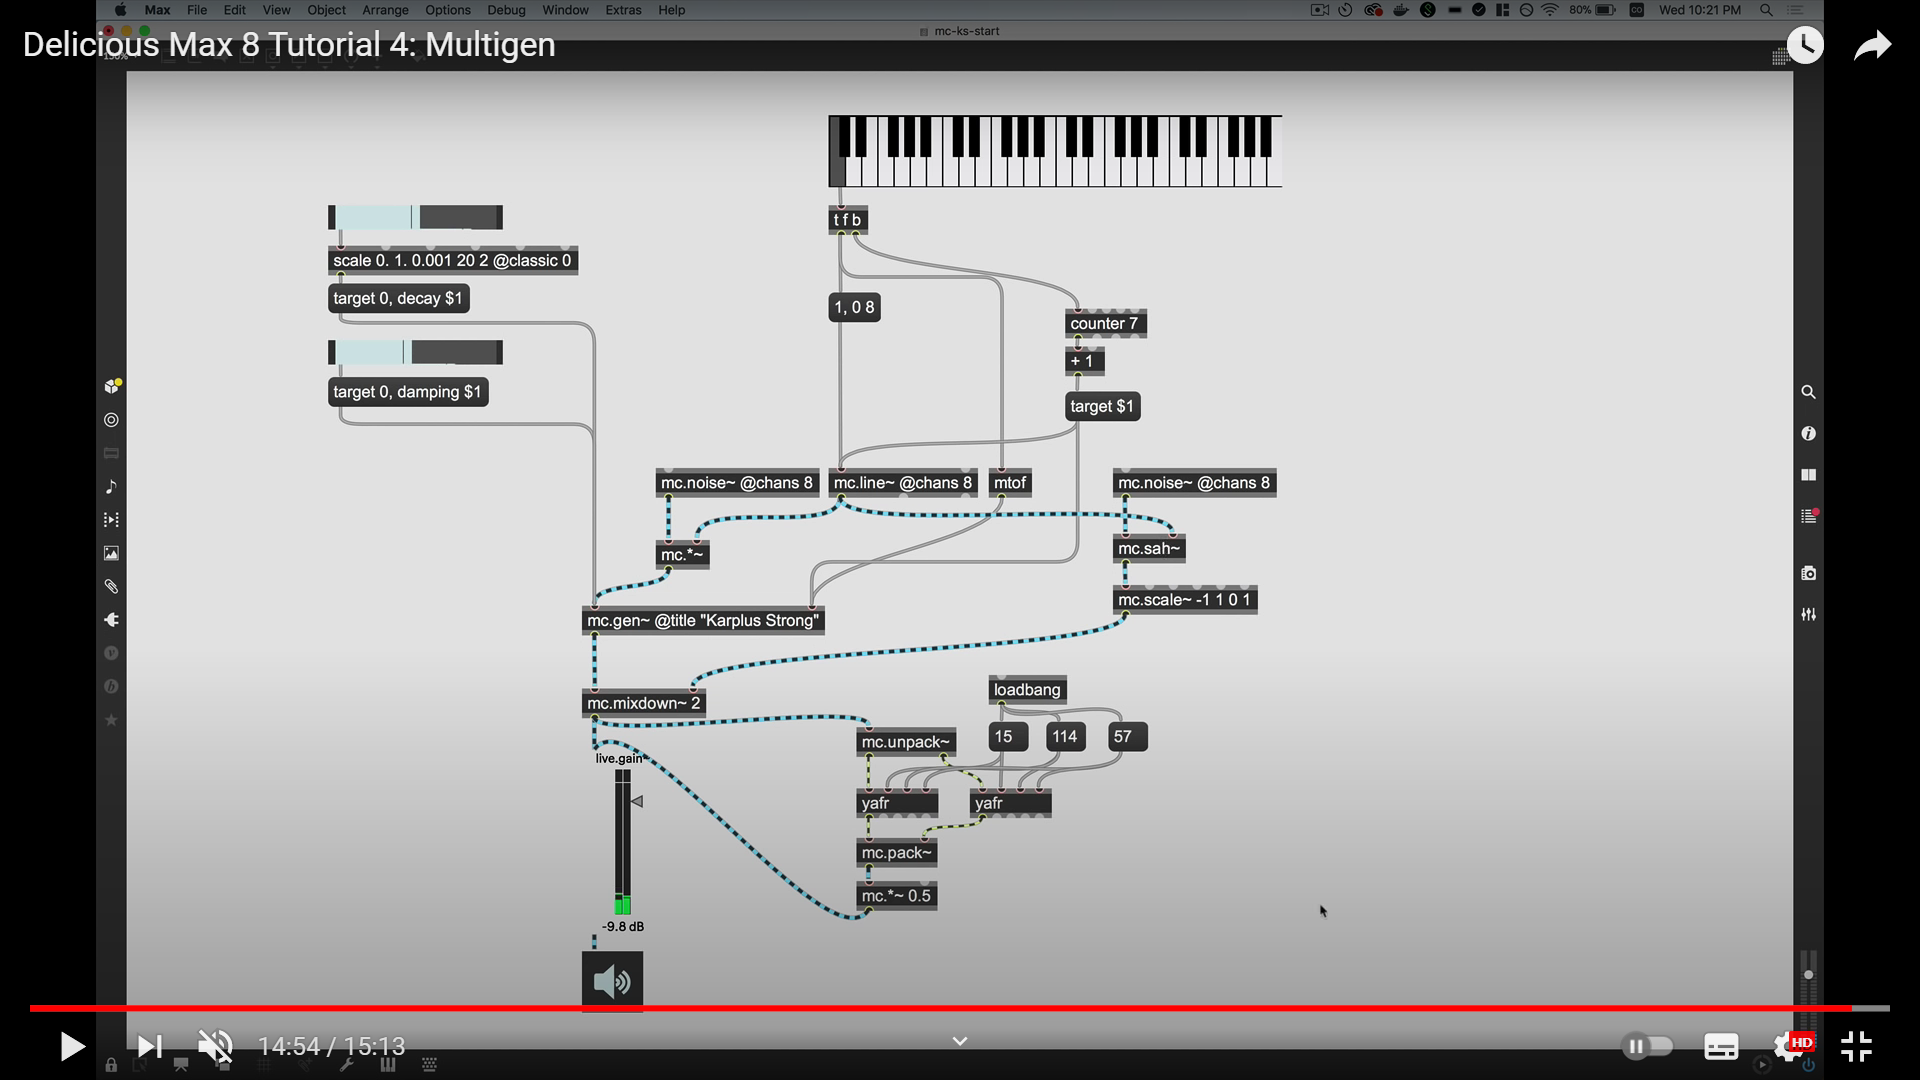 Max File Edit View Object Arrange Options Debug Window Extras Help 80% Wed 10:21 PM
mc-ks-start
Delicious Max 8 Tutorial 4: Multigen
t f b
scale 0. 1. 0.001 20 2 @classic 0
target 0, decay $1
1, 0 8
counter 7
+ 1
target 0, damping $1
target $1
mc.noise~ @chans 8
mc.line~ @chans 8
mtof
mc.noise~ @chans 8
mc.*~
mc.sah~
mc.scale~ -1 1 0 1
mc.gen~ @title "Karplus Strong"
loadbang
mc.mixdown~ 2
15
114
57
mc.unpack~
live.gain~
yafr
yafr
mc.pack~
mc.*~ 0.5
-9.8 dB
14:54 / 15:13
HD